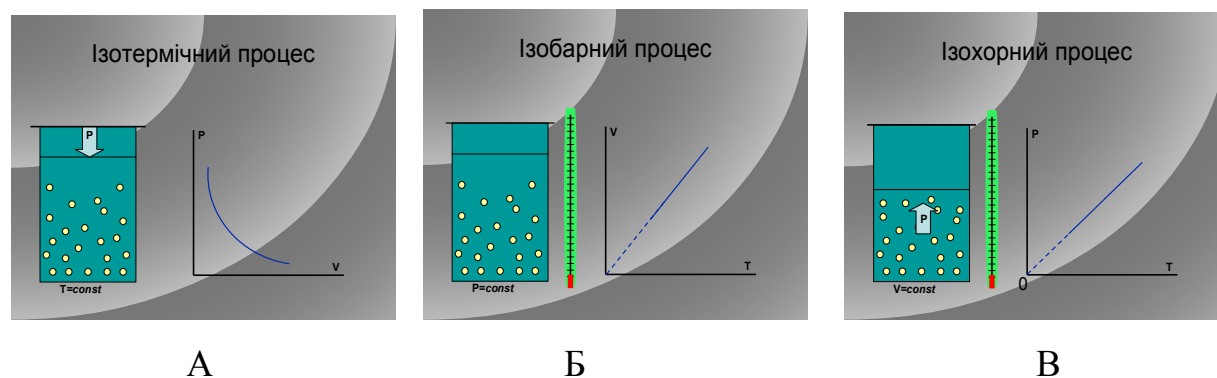 Ізотермічний процес
P
P
V
T=const
А
Ізобарний процес
V
T
P=const
Б
Ізохорний процес
P
P
0
T
V=const
В